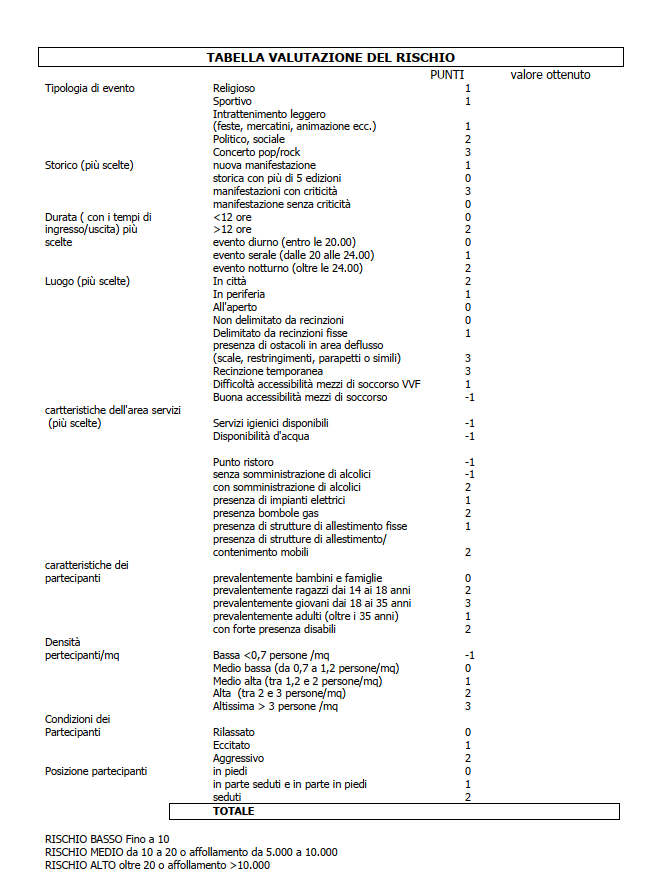 TABELLA VALUTAZIONE DEL RISCHIO
PUNTI valore ottenuto
Tipologia di evento Religioso 1
Sportivo 1
Intrattenimento leggero
(feste, mercatini, animazione ecc.) 1
Politico, sociale 2
Concerto pop/rock 3
Storico (più scelte) nuova manifestazione 1
storica con più di 5 edizioni 0
manifestazioni con criticità 3
manifestazione senza criticità 0
Durata ( con i tempi di <12 ore 0
ingresso/uscita) più >12 ore 2
scelte evento diurno (entro le 20.00) 0
evento serale (dalle 20 alle 24.00) 1
evento notturno (oltre le 24.00) 2
Luogo (più scelte) In città 2
In periferia 1
All'aperto 0
Non delimitato da recinzioni 0
Delimitato da recinzioni fisse 1
presenza di ostacoli in area deflusso
(scale, restringimenti, parapetti o simili) 3
Recinzione temporanea 3
Difficoltà accessibilità mezzi di soccorso VVF 1
Buona accessibilità mezzi di soccorso -1
cartteristiche dell'area servizi
(più scelte) Servizi igienici disponibili -1
Disponibilità d'acqua -1
Punto ristoro -1
senza somministrazione di alcolici -1
con somministrazione di alcolici 2
presenza di impianti elettrici 1
presenza bombole gas 2
presenza di strutture di allestimento fisse 1
presenza di strutture di allestimento/
contenimento mobili 2
caratteristiche dei
partecipanti prevalentemente bambini e famiglie 0
prevalentemente ragazzi dai 14 ai 18 anni 2
prevalentemente giovani dai 18 ai 35 anni 3
prevalentemente adulti (oltre i 35 anni) 1
con forte presenza disabili 2
Densità
pertecipanti/mq Bassa <0,7 persone /mq -1
Medio bassa (da 0,7 a 1,2 persone/mq) 0
Medio alta (tra 1,2 e 2 persone/mq) 1
Alta (tra 2 e 3 persone/mq) 2
Altissima > 3 persone /mq 3
Condizioni dei
Partecipanti Rilassato 0
Eccitato 1
Aggressivo 2
Posizione partecipanti in piedi 0
in parte seduti e in parte in piedi 1
seduti 2
TOTALE
RISCHIO BASSO Fino a 10
RISCHIO MEDIO da 10 a 20 o affollamento da 5.000 a 10.000
RISCHIO ALTO oltre 20 o affollamento >10.000